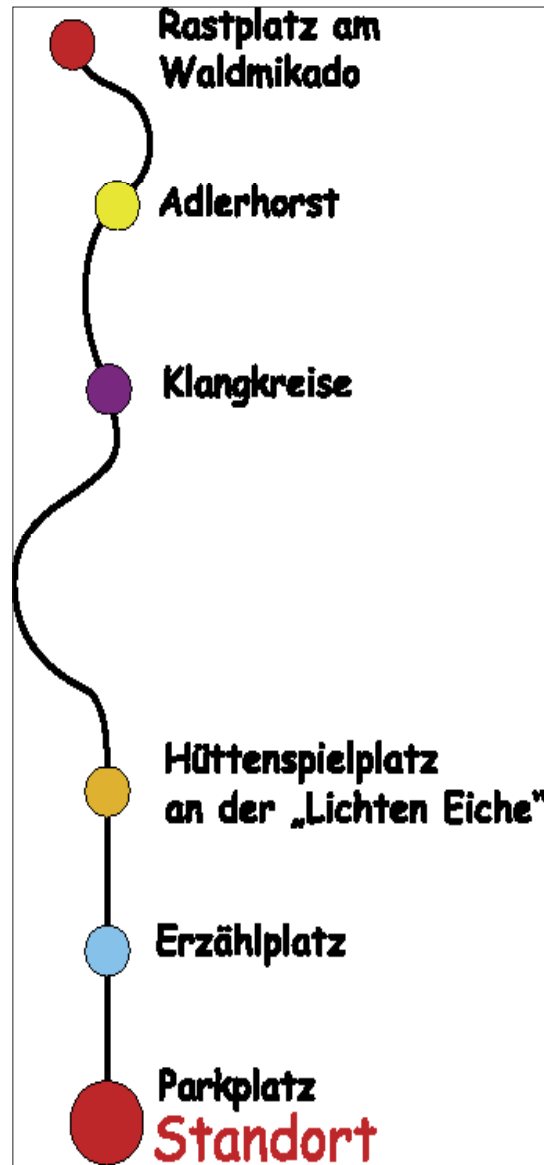 Rastplatz am
Waldmikado
Adlerhorst
Klangkreise
Hüttenspielplatz
an der „Lichten Eiche“
Erzählplatz
Parkplatz
Standort